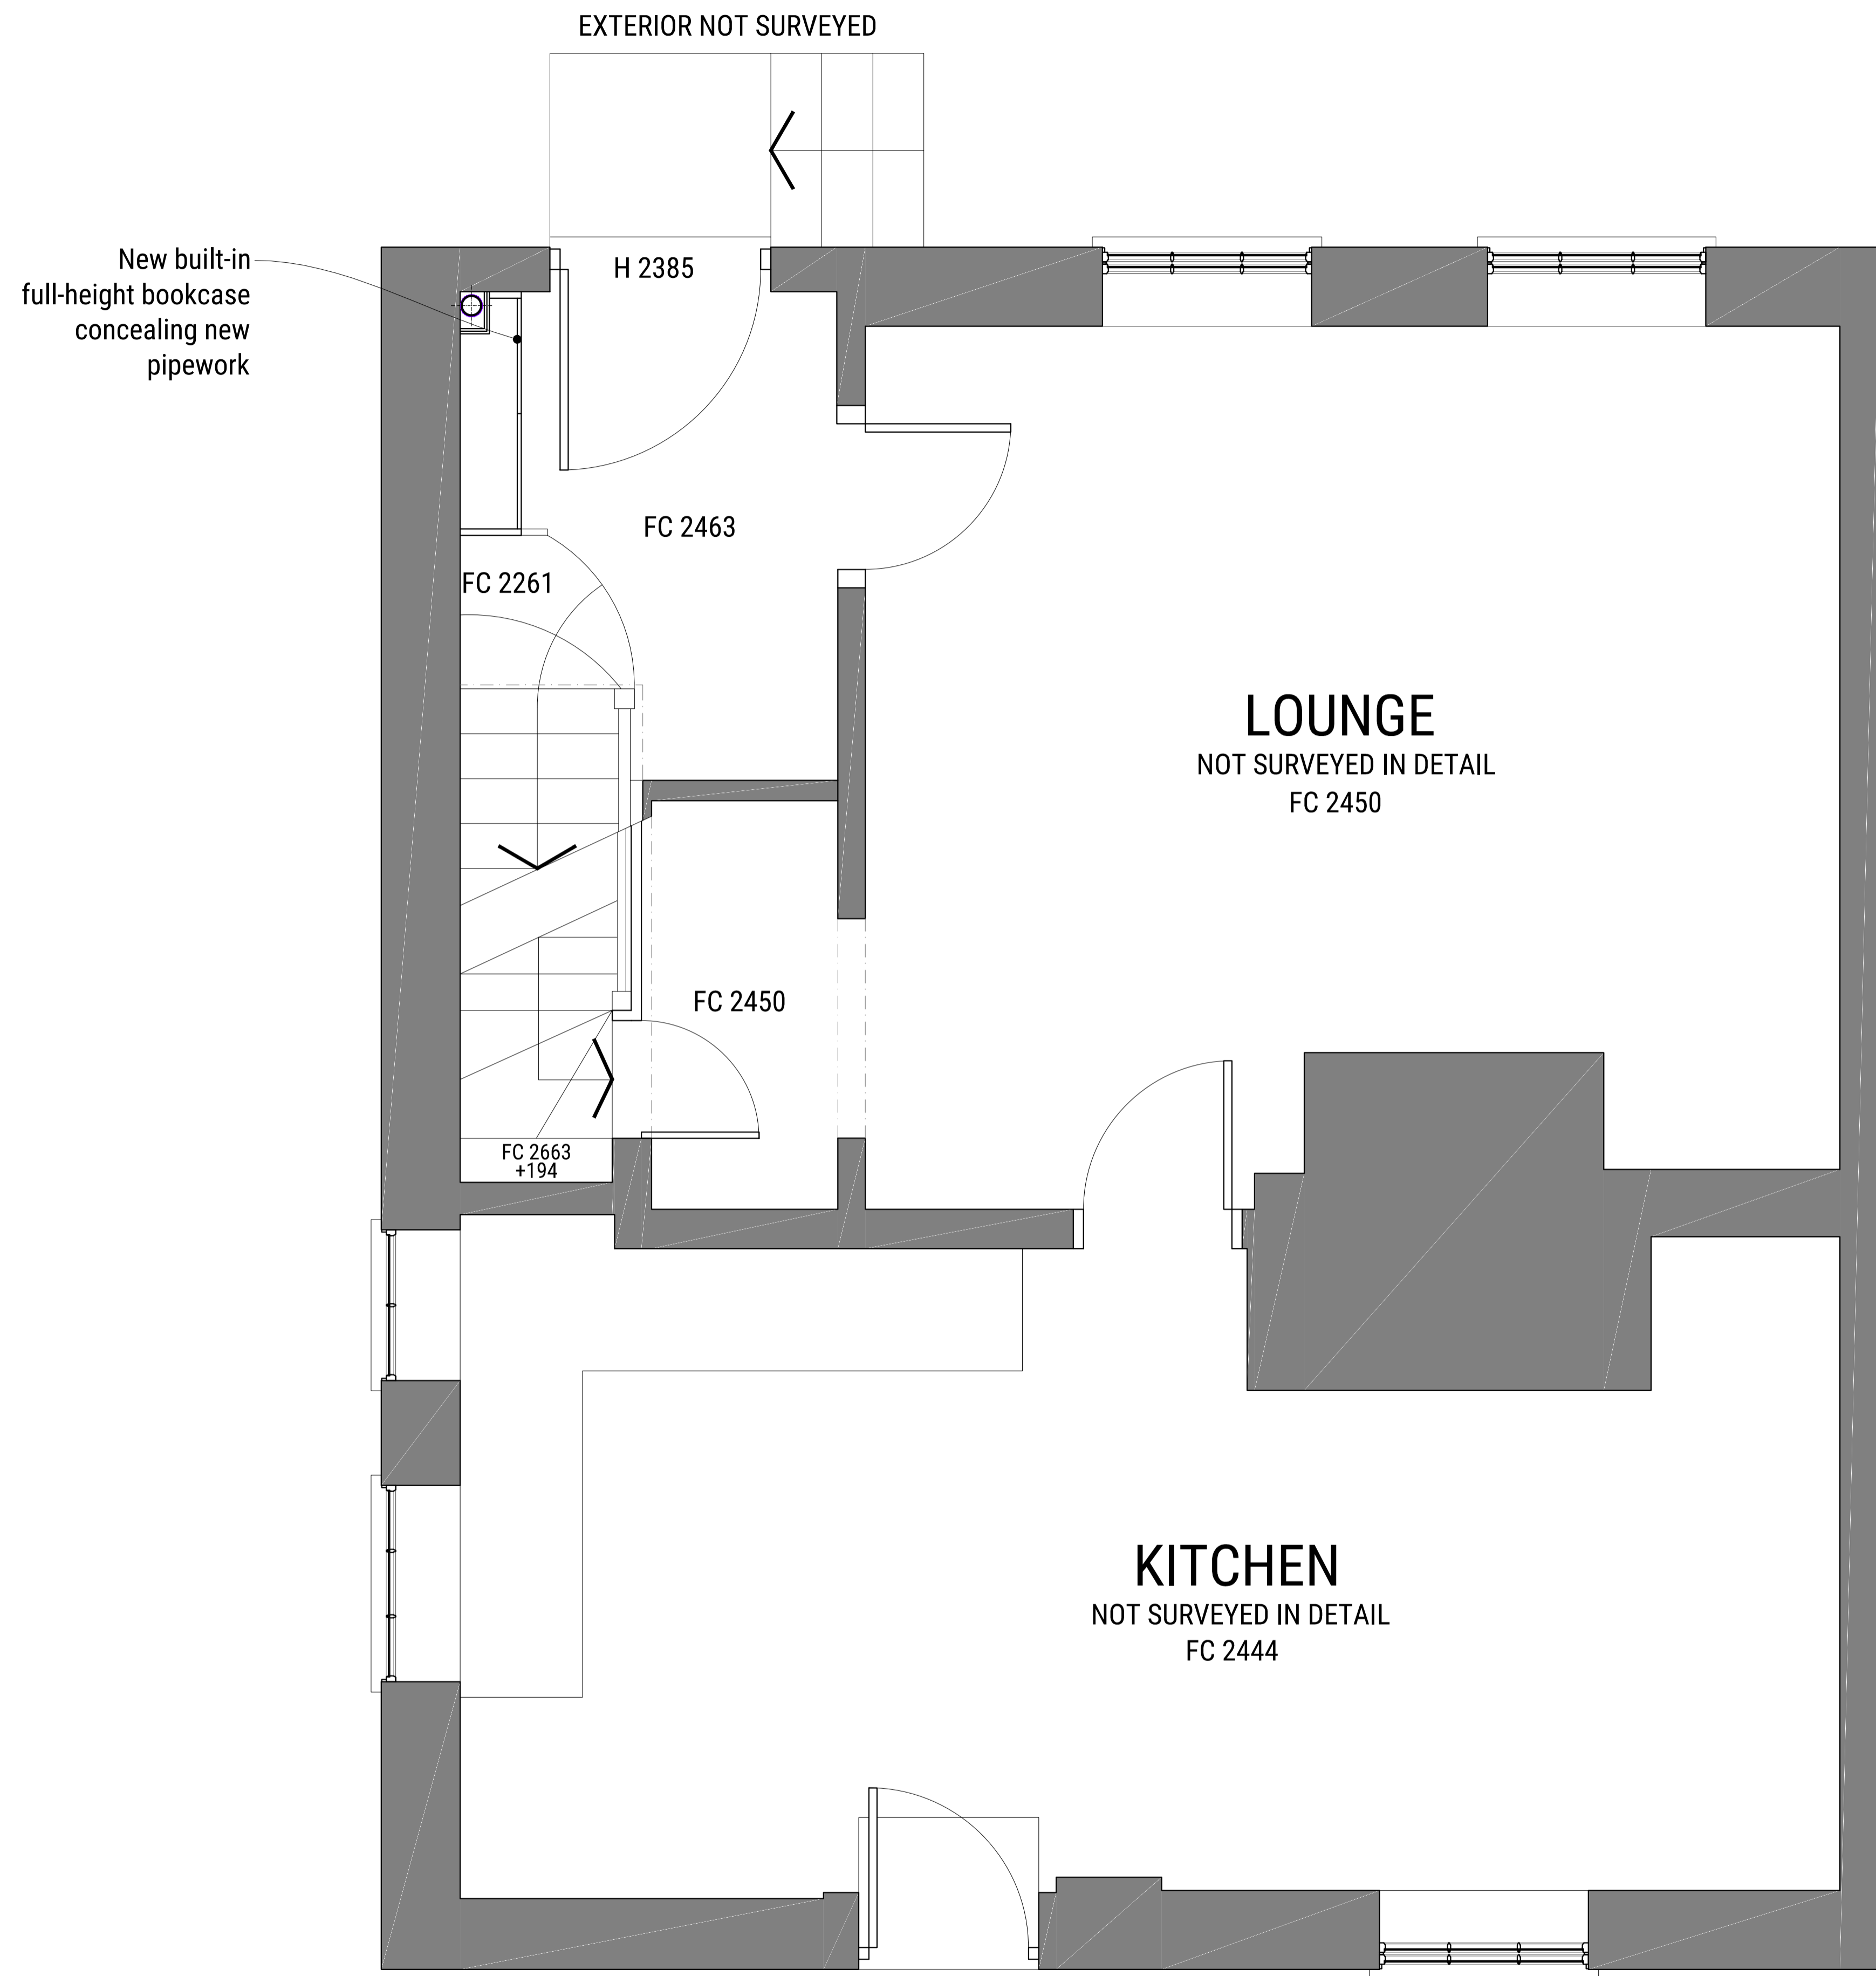 EXTERIOR NOT SURVEYED
New built-in
full-height bookcase
concealing new
pipework
H 2385
FC 2463
FC 2261
LOUNGE
NOT SURVEYED IN DETAIL
FC 2450
FC 2450
FC 2663
+194
KITCHEN
NOT SURVEYED IN DETAIL
FC 2444